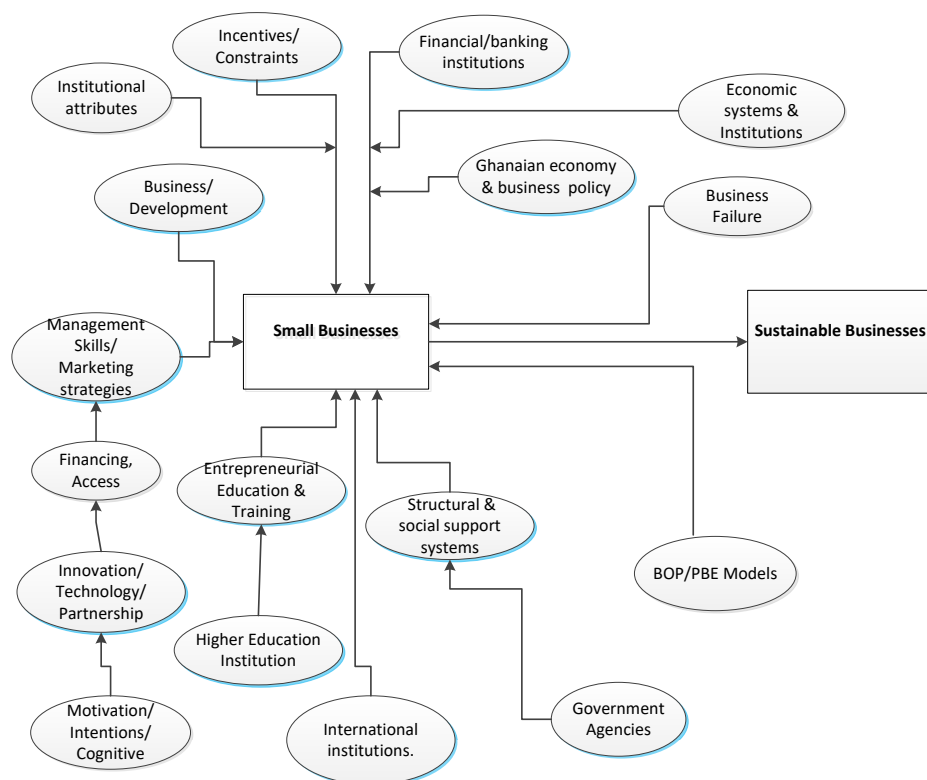 Incentives/
Constraints
Financial/banking
institutions
Institutional
attributes
Economic
systems &
Institutions
Ghanaian economy
& business policy
Business/
Development
Business
Failure
Small Businesses
Sustainable Businesses
Management
Skills/
Marketing
strategies
Financing,
Access
Entrepreneurial
Education &
Training
Structural &
social support
systems
Innovation/
Technology/
Partnership
BOP/PBE Models
Higher Education
Institution
Motivation/
Intentions/
Cognitive
International
institutions.
Government
Agencies